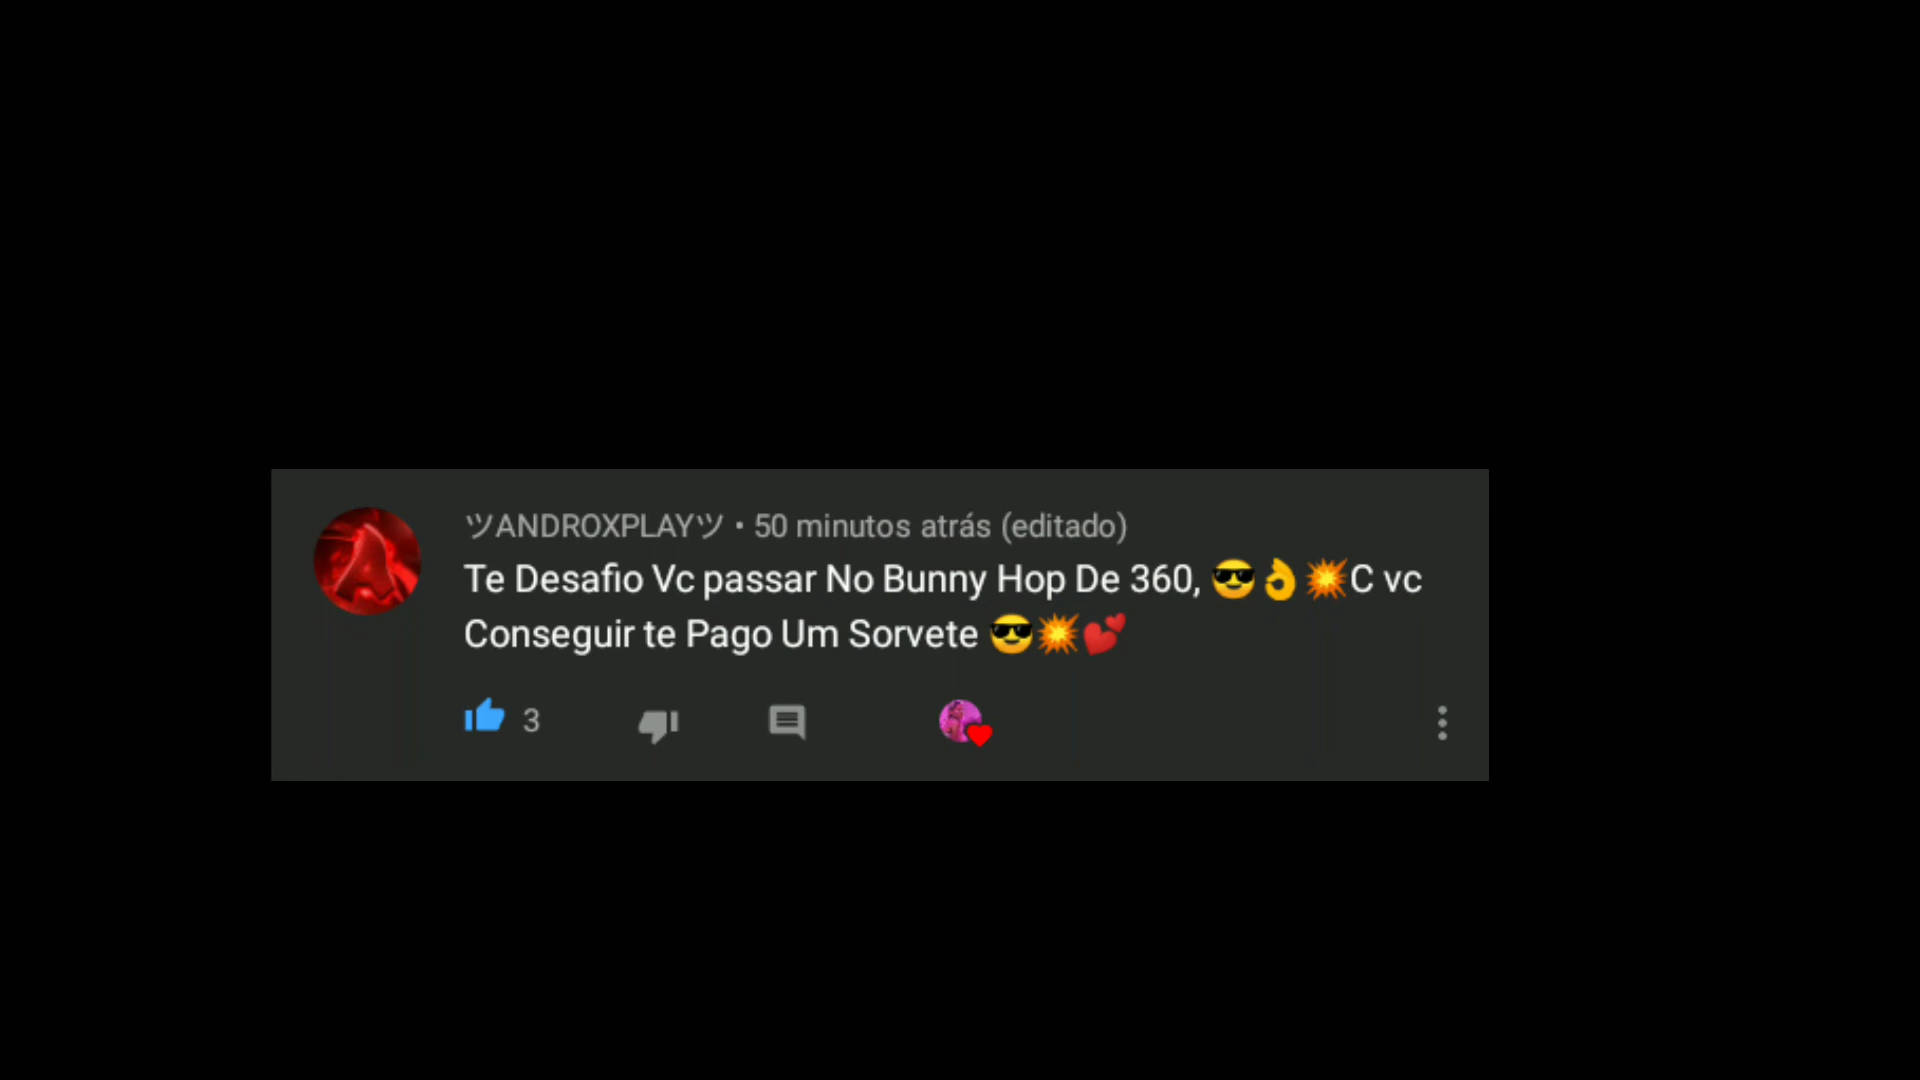 ツANDROXPLAYツ • 50 minutos atrás (editado)
Te Desafio Vc passar No Bunny Hop De 360, 😎👌💥C vc
Conseguir te Pago Um Sorvete 😎💥💕
3